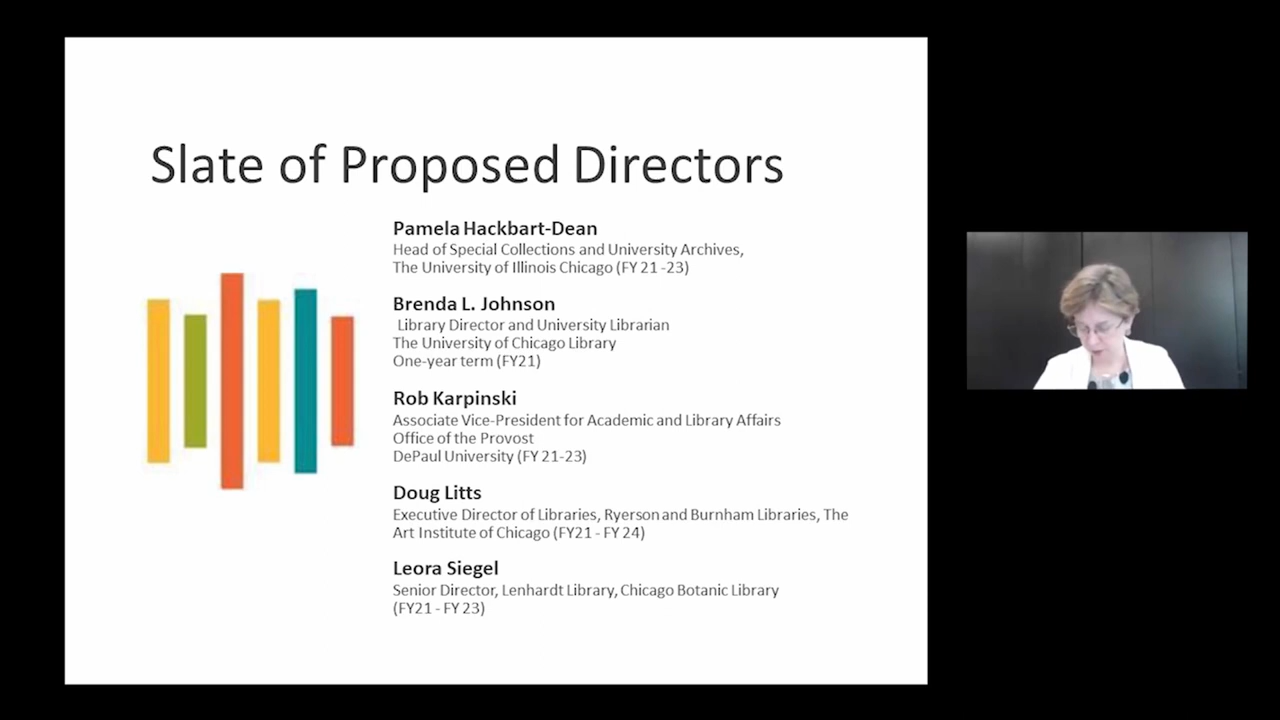 Slate of Proposed Directors
Pamela Hackbart-Dean
Head of Special Collections and University Archives,
The University of Illinois Chicago (FY 21 -23)
Brenda L. Johnson
Library Director and University Librarian
The University of Chicago Library
One-year term (FY21)
Rob Karpinski
Associate Vice-President for Academic and Library Affairs
Office of the Provost
DePaul University (FY 21-23)
Doug Litts
Executive Director of Libraries, Ryerson and Burnham Libraries, The
Art Institute of Chicago (FY21 - FY 24)
Leora Siegel
Senior Director, Lenhardt Library, Chicago Botanic Library
(FY21 - FY 23)